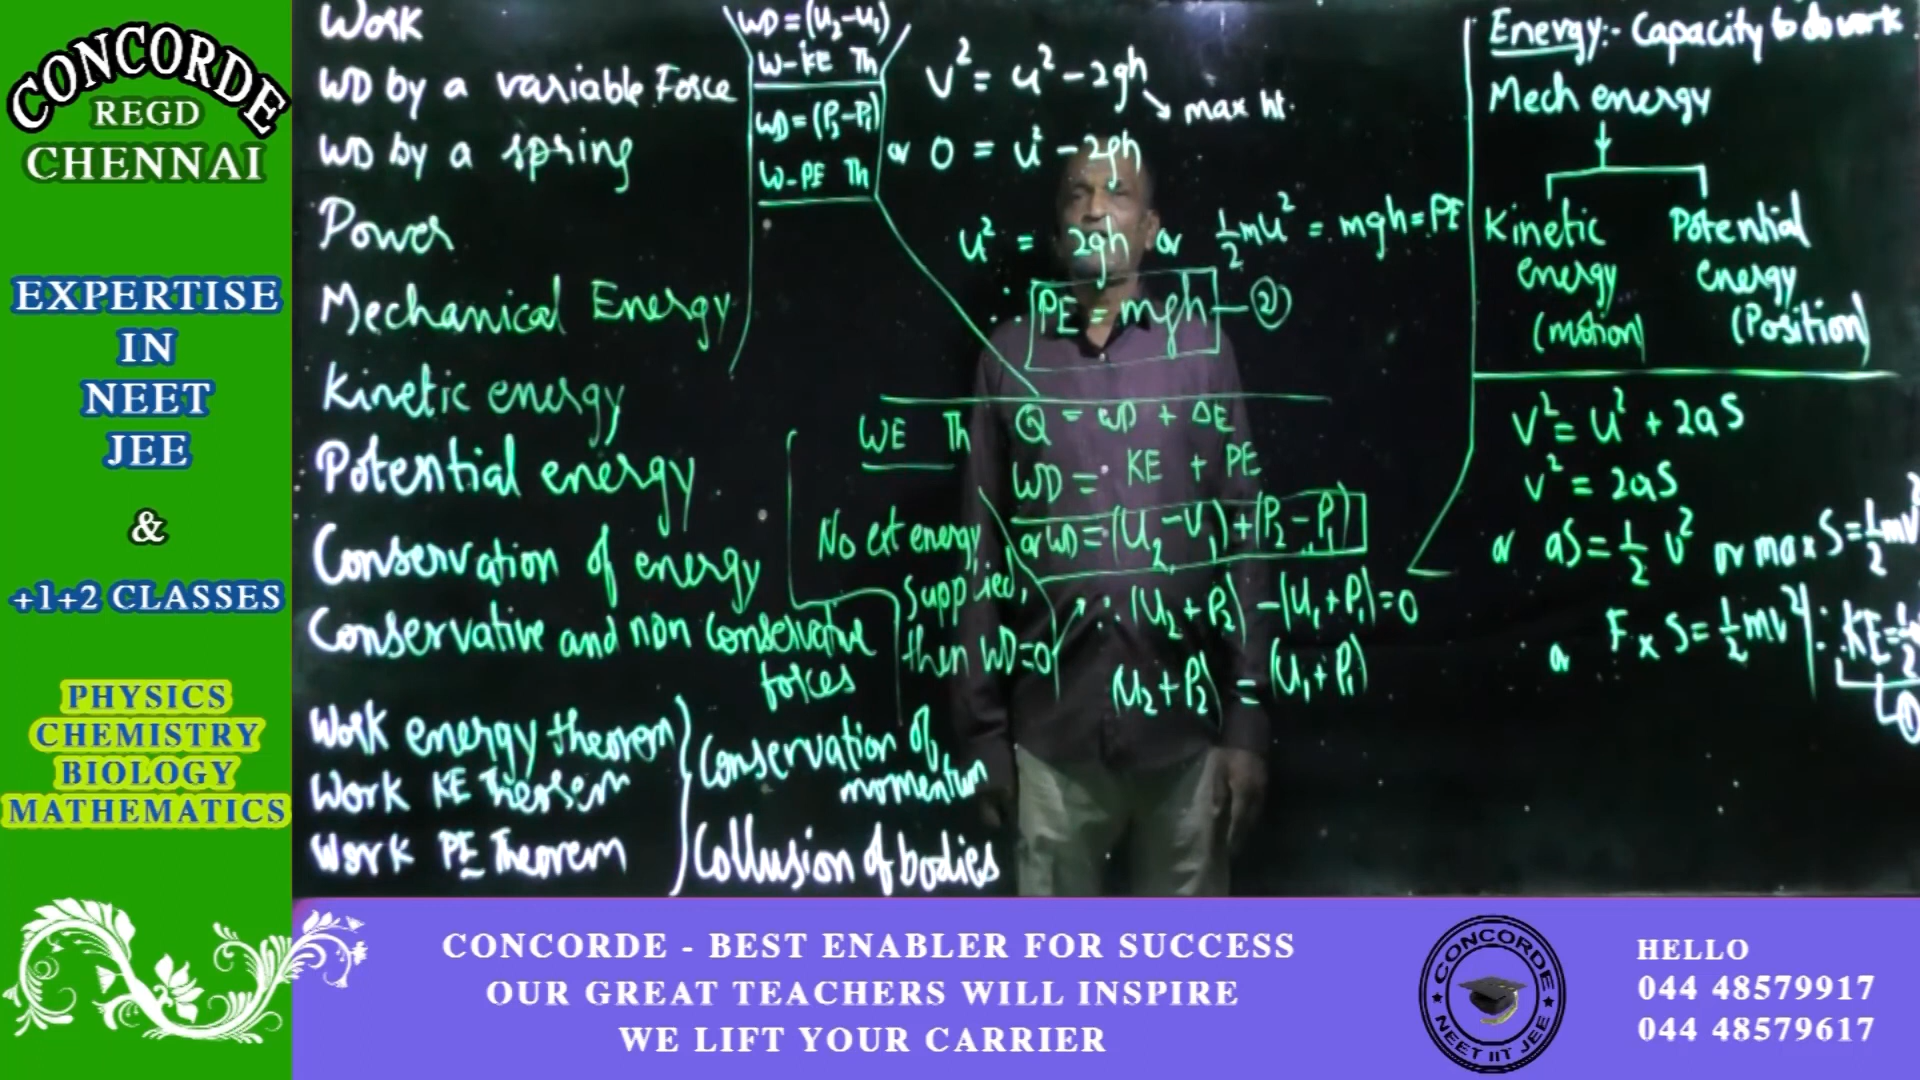 CONCORDE
REGD
CHENNAI
EXPERTISE
IN
NEET
JEE
&
+1+2 CLASSES
PHYSICS
CHEMISTRY
BIOLOGY
MATHEMATICS
Work
WD by a variable Force
WD by a spring
Power
Mechanical Energy
Kinetic energy
Potential energy
Conservation of energy
Conservative and non conservative
forces
Work energy theorem
Work KE Theorem
Work PE Theorem
Conservation of
momentum
Collusion of bodies
WD = (U₂-U₁)
W-KE Th
WD = (P₂-P₁)
W-PE Th
V² = u² - 2gh
max ht.
or 0 = u² - 2gh
u² = 2gh or ½mu² = mgh = PE
∴ PE = mgh - ②
WE Th
Q = WD + ΔE
WD = KE + PE
or WD = (U₂-U₁)+(P₂-P₁)
No ext energy
supplied,
then WD=0
∴ (U₂+P₂) - (U₁+P₁)=0
(U₂+P₂) = (U₁+P₁)
Energy:- Capacity to do work
Mech energy
Kinetic
energy
(motion)
Potential
energy
(Position)
V² = u² + 2aS
v² = 2aS
or aS = ½ v² or ma x S = ½mv²
F x S = ½mv² ∴ KE = ½
①
CONCORDE - BEST ENABLER FOR SUCCESS
OUR GREAT TEACHERS WILL INSPIRE
WE LIFT YOUR CARRIER
CONCORDE
NEET IIT JEE
HELLO
044 48579917
044 48579617